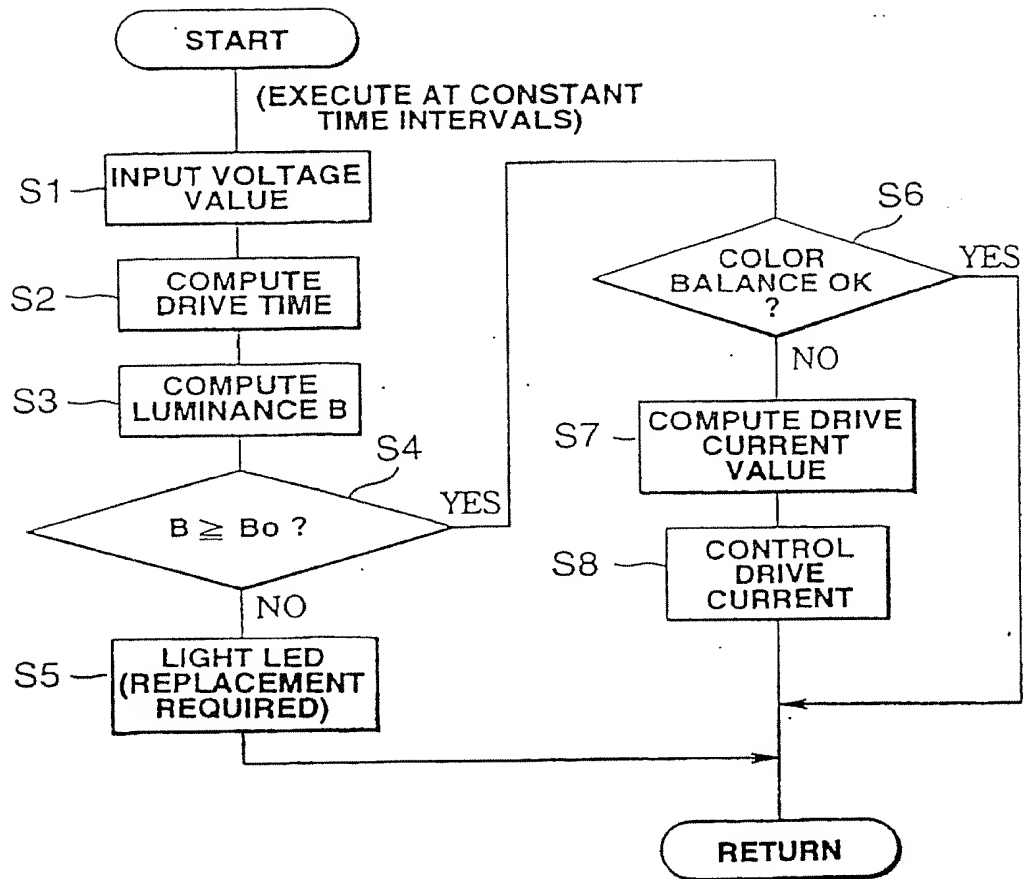 START
(EXECUTE AT CONSTANT
TIME INTERVALS)
S1
INPUT VOLTAGE
VALUE
S2
COMPUTE
DRIVE TIME
S3
COMPUTE
LUMINANCE B
S4
B ≧ Bo ?
YES
NO
S5
LIGHT LED
(REPLACEMENT
REQUIRED)
S6
COLOR
BALANCE OK
?
YES
NO
S7
COMPUTE DRIVE
CURRENT
VALUE
S8
CONTROL
DRIVE
CURRENT
RETURN